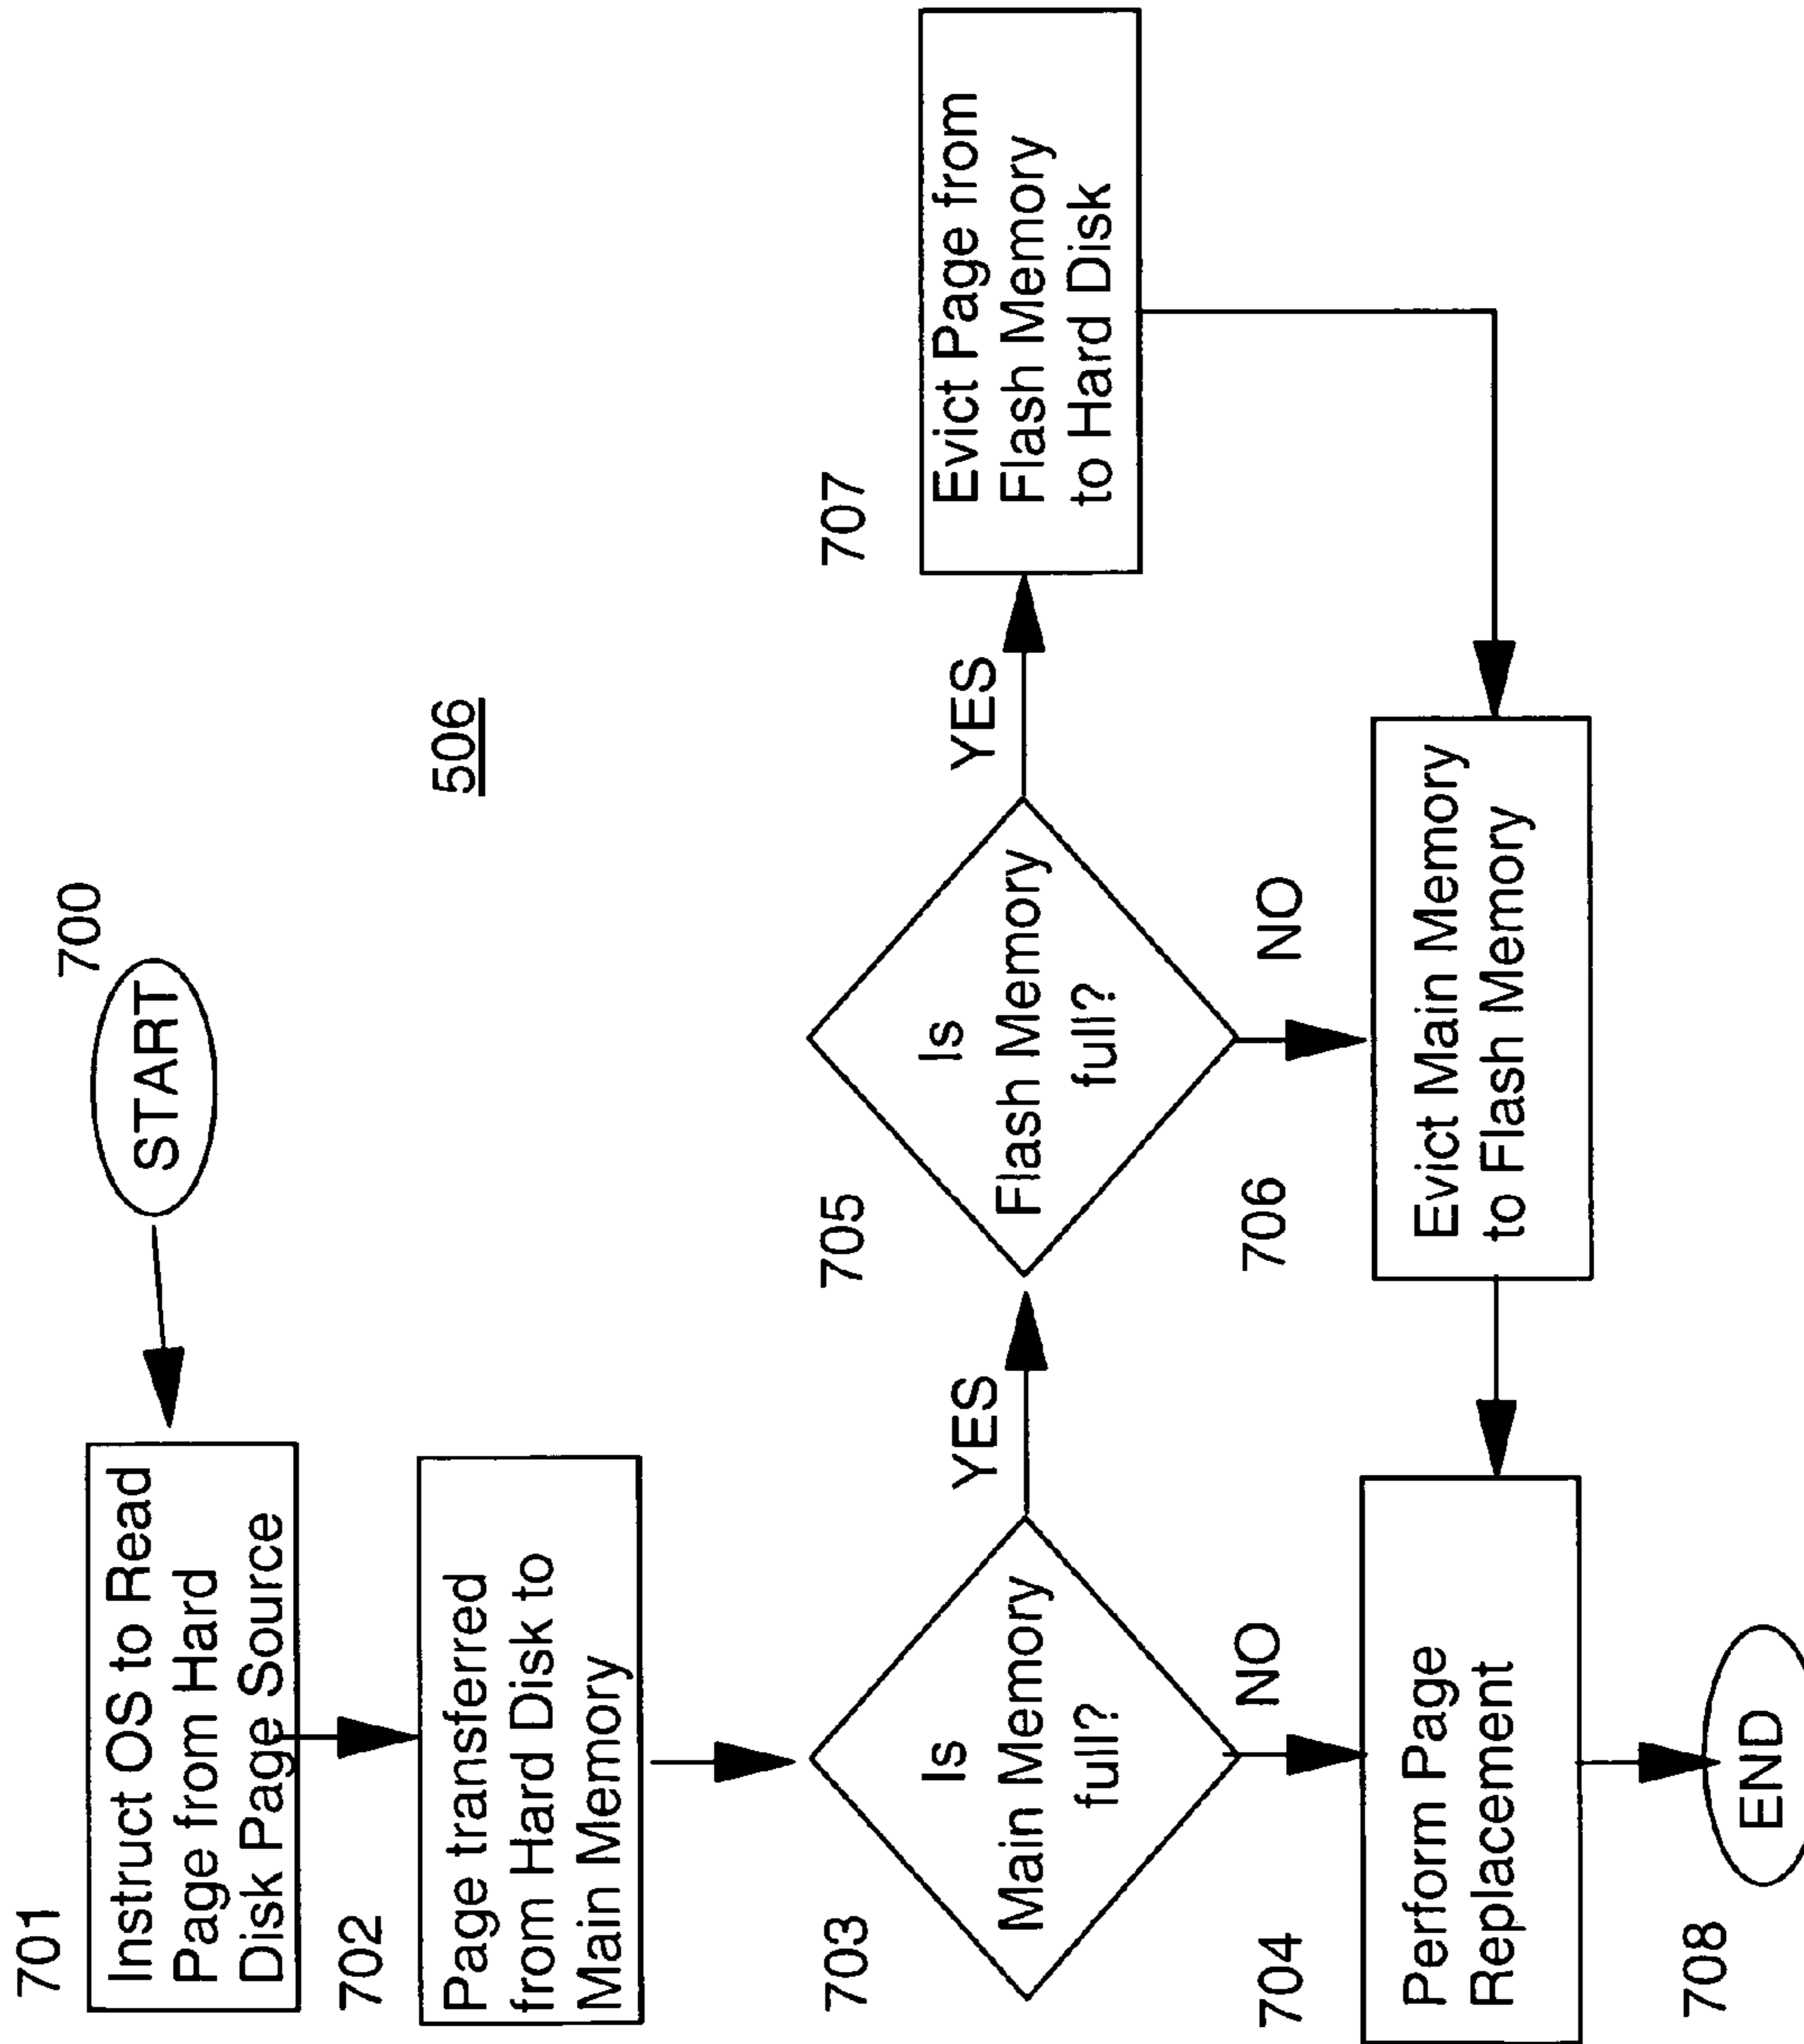 700
START
701
Instruct OS to Read
Page from Hard
Disk Page Source
506
702
Page transferred
from Hard Disk to
Main Memory
703
Is
Main Memory
full?
YES
NO
705
Is
Flash Memory
full?
YES
NO
707
Evict Page from
Flash Memory
to Hard Disk
706
Evict Main Memory
to Flash Memory
704
Perform Page
Replacement
708
END